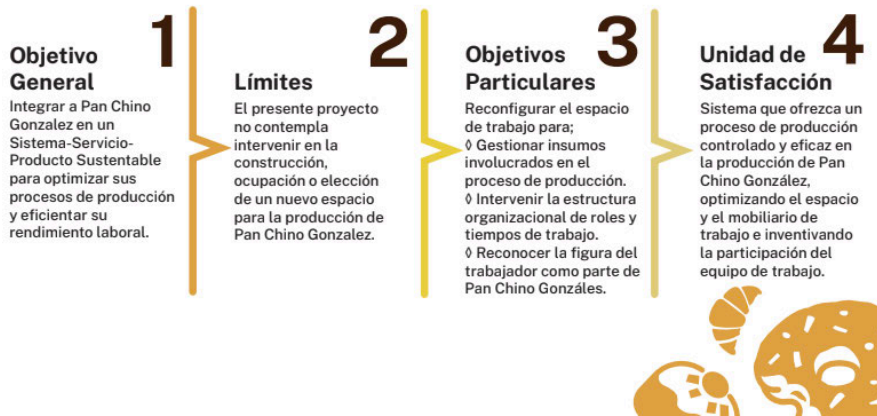 1
Objetivo
General
Integrar a Pan Chino
Gonzalez en un
Sistema-Servicio-
Producto Sustentable
para optimizar sus
procesos de producción
y eficientar su
rendimiento laboral.
2
Límites
El presente proyecto
no contempla
intervenir en la
construcción,
ocupación o elección
de un nuevo espacio
para la producción de
Pan Chino Gonzalez.
3
Objetivos
Particulares
Reconfigurar el espacio
de trabajo para;
◊ Gestionar insumos
involucrados en el
proceso de producción.
◊ Intervenir la estructura
organizacional de roles y
tiempos de trabajo.
◊ Reconocer la figura del
trabajador como parte de
Pan Chino Gonzáles.
4
Unidad de
Satisfacción
Sistema que ofrezca un
proceso de producción
controlado y eficaz en
la producción de Pan
Chino González,
optimizando el espacio
y el mobiliario de
trabajo e inventivando
la participación del
equipo de trabajo.